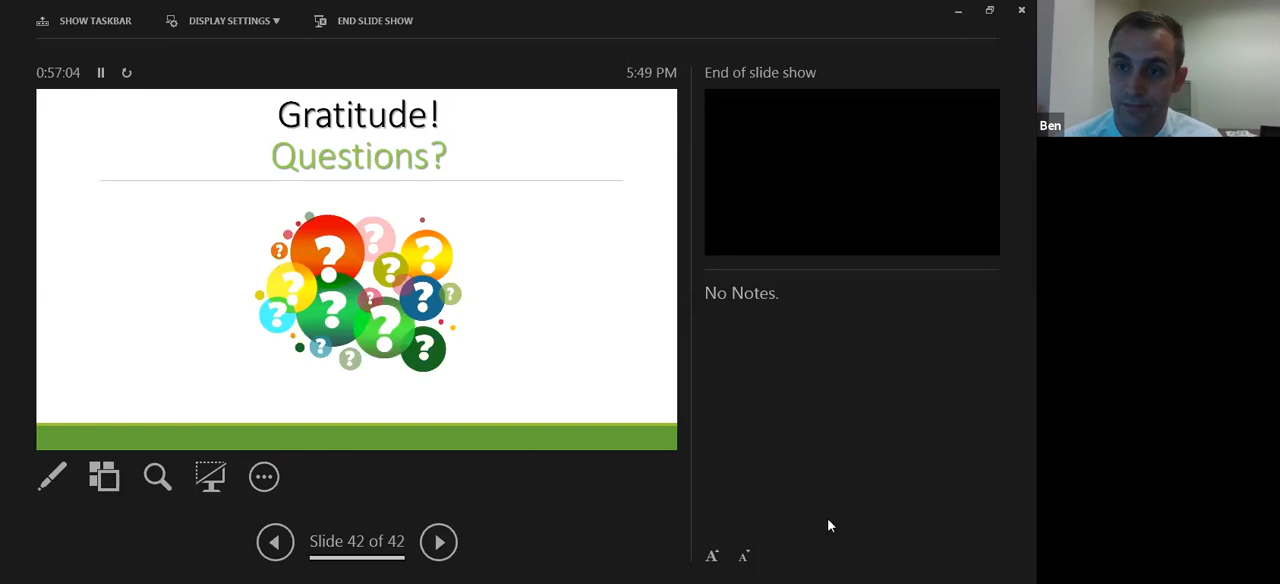 SHOW TASKBAR
DISPLAY SETTINGS ▼
END SLIDE SHOW
0:57:04
5:49 PM
End of slide show
Ben
Gratitude!
Questions?
? ? ? ? ? ? ? ? ? ? ? ? ? ? ?
No Notes.
Slide 42 of 42
A A